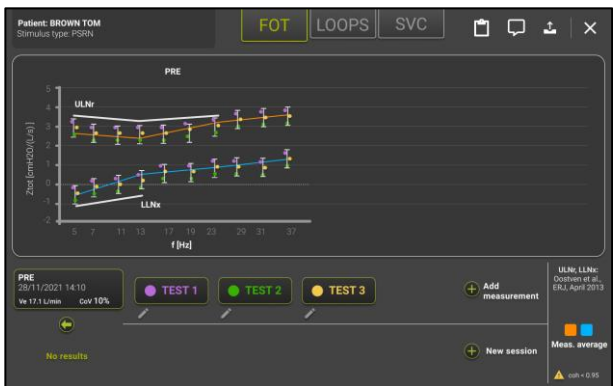 Patient: BROWN TOM
Stimulus type: PSRN
FOT
LOOPS
SVC
PRE
Ztot [cmH2O/(L/s)]
5
4
3
2
1
0
-1
-2
ULNr
LLNx
5 7 11 13 17 19 23 29 31 37
f [Hz]
PRE
28/11/2021 14:10
Ve 17.1 L/min CoV 10%
TEST 1
TEST 2
TEST 3
Add
measurement
ULNr, LLNx:
Oostven et al.,
ERJ, April 2013
No results
New session
Meas. average
coh < 0.95